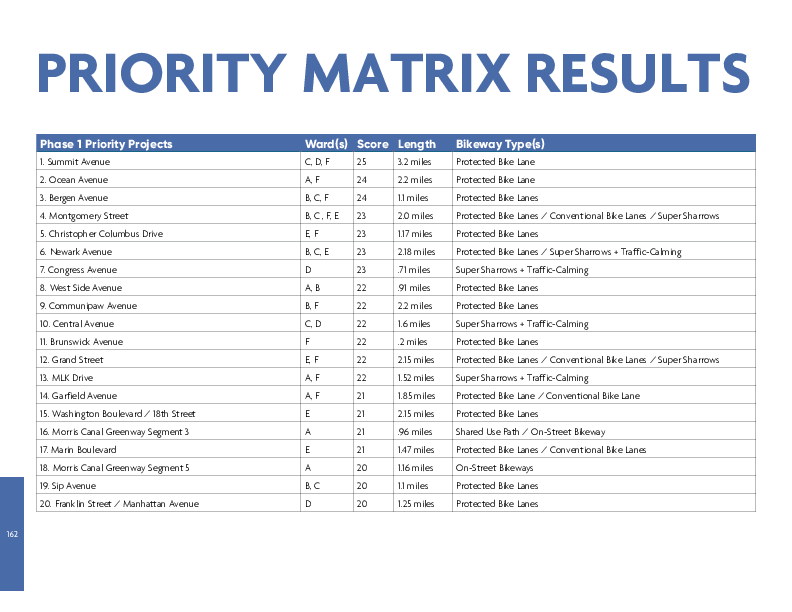 PRIORITY MATRIX RESULTS
Phase 1 Priority Projects Ward(s) Score Length Bikeway Type(s)
1. Summit Avenue C, D, F 25 3.2 miles Protected Bike Lane
2. Ocean Avenue A, F 24 2.2 miles Protected Bike Lane
3. Bergen Avenue B, C, F 24 1.1 miles Protected Bike Lanes
4. Montgomery Street B, C, F, E 23 2.0 miles Protected Bike Lanes / Conventional Bike Lanes / Super Sharrows
5. Christopher Columbus Drive E, F 23 1.17 miles Protected Bike Lanes
6. Newark Avenue B, C, E 23 2.18 miles Protected Bike Lanes / Super Sharrows + Traffic-Calming
7. Congress Avenue D 23 .71 miles Super Sharrows + Traffic-Calming
8. West Side Avenue A, B 22 .91 miles Protected Bike Lanes
9. Communipaw Avenue B, F 22 2.2 miles Protected Bike Lanes
10. Central Avenue C, D 22 1.6 miles Super Sharrows + Traffic-Calming
11. Brunswick Avenue F 22 .2 miles Protected Bike Lanes
12. Grand Street E, F 22 2.15 miles Protected Bike Lanes / Conventional Bike Lanes / Super Sharrows
13. MLK Drive A, F 22 1.52 miles Super Sharrows + Traffic-Calming
14. Garfield Avenue A, F 21 1.85 miles Protected Bike Lane / Conventional Bike Lane
15. Washington Boulevard / 18th Street E 21 2.15 miles Protected Bike Lanes
16. Morris Canal Greenway Segment 3 A 21 .96 miles Shared Use Path / On-Street Bikeway
17. Marin Boulevard E 21 1.47 miles Protected Bike Lanes / Conventional Bike Lanes
18. Morris Canal Greenway Segment 5 A 20 1.16 miles On-Street Bikeways
19. Sip Avenue B, C 20 1.1 miles Protected Bike Lanes
20. Franklin Street / Manhattan Avenue D 20 1.25 miles Protected Bike Lanes
162